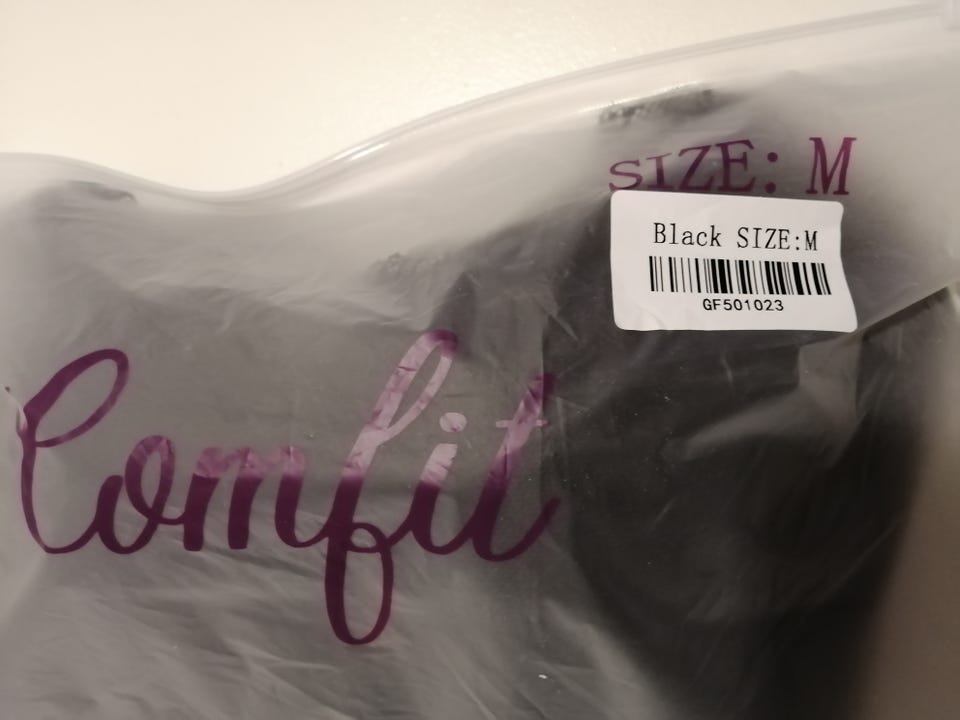 SIZE: M
Black SIZE:M
GF501023
Comfit